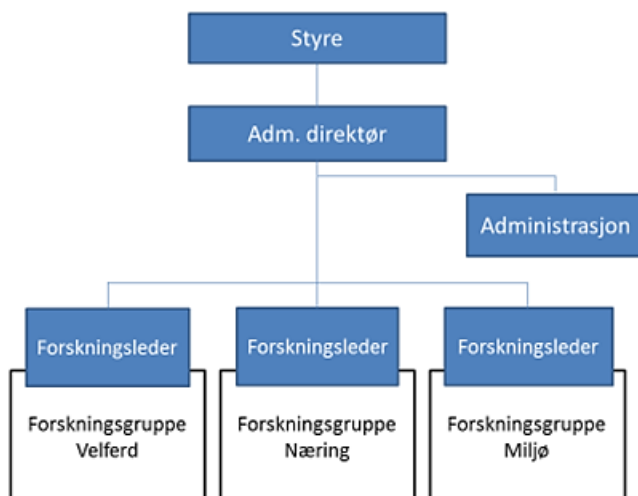 Styre
Adm. direktør
Administrasjon
Forskningsleder
Forskningsgruppe
Velferd
Forskningsleder
Forskningsgruppe
Næring
Forskningsleder
Forskningsgruppe
Miljø